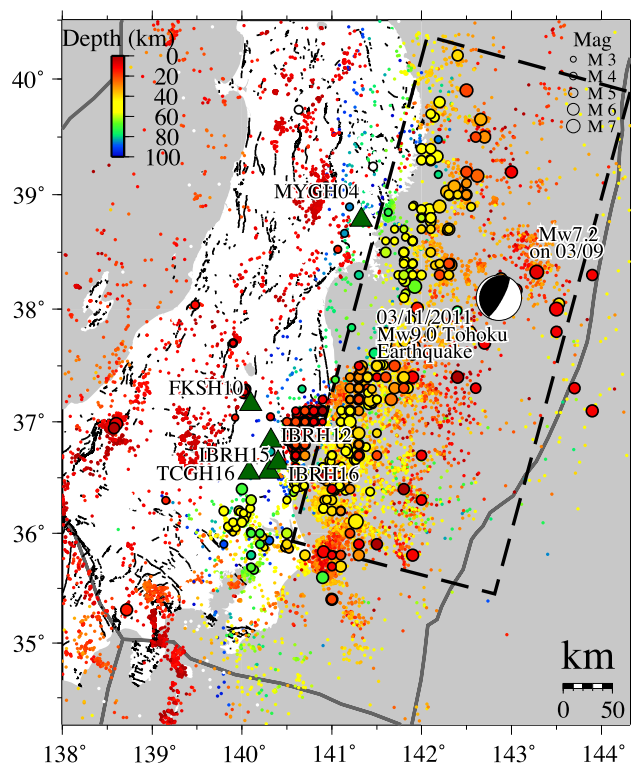 Depth (km)
0
20
40
60
80
100
Mag
M 3
M 4
M 5
M 6
M 7
40°
39°
38°
37°
36°
35°
MYGH04
Mw7.2
on 03/09
03/11/2011
Mw9.0 Tohoku
Earthquake
FKSH10
IBRH12
IBRH15
TCGH16
IBRH16
km
0 50
138° 139° 140° 141° 142° 143° 144°